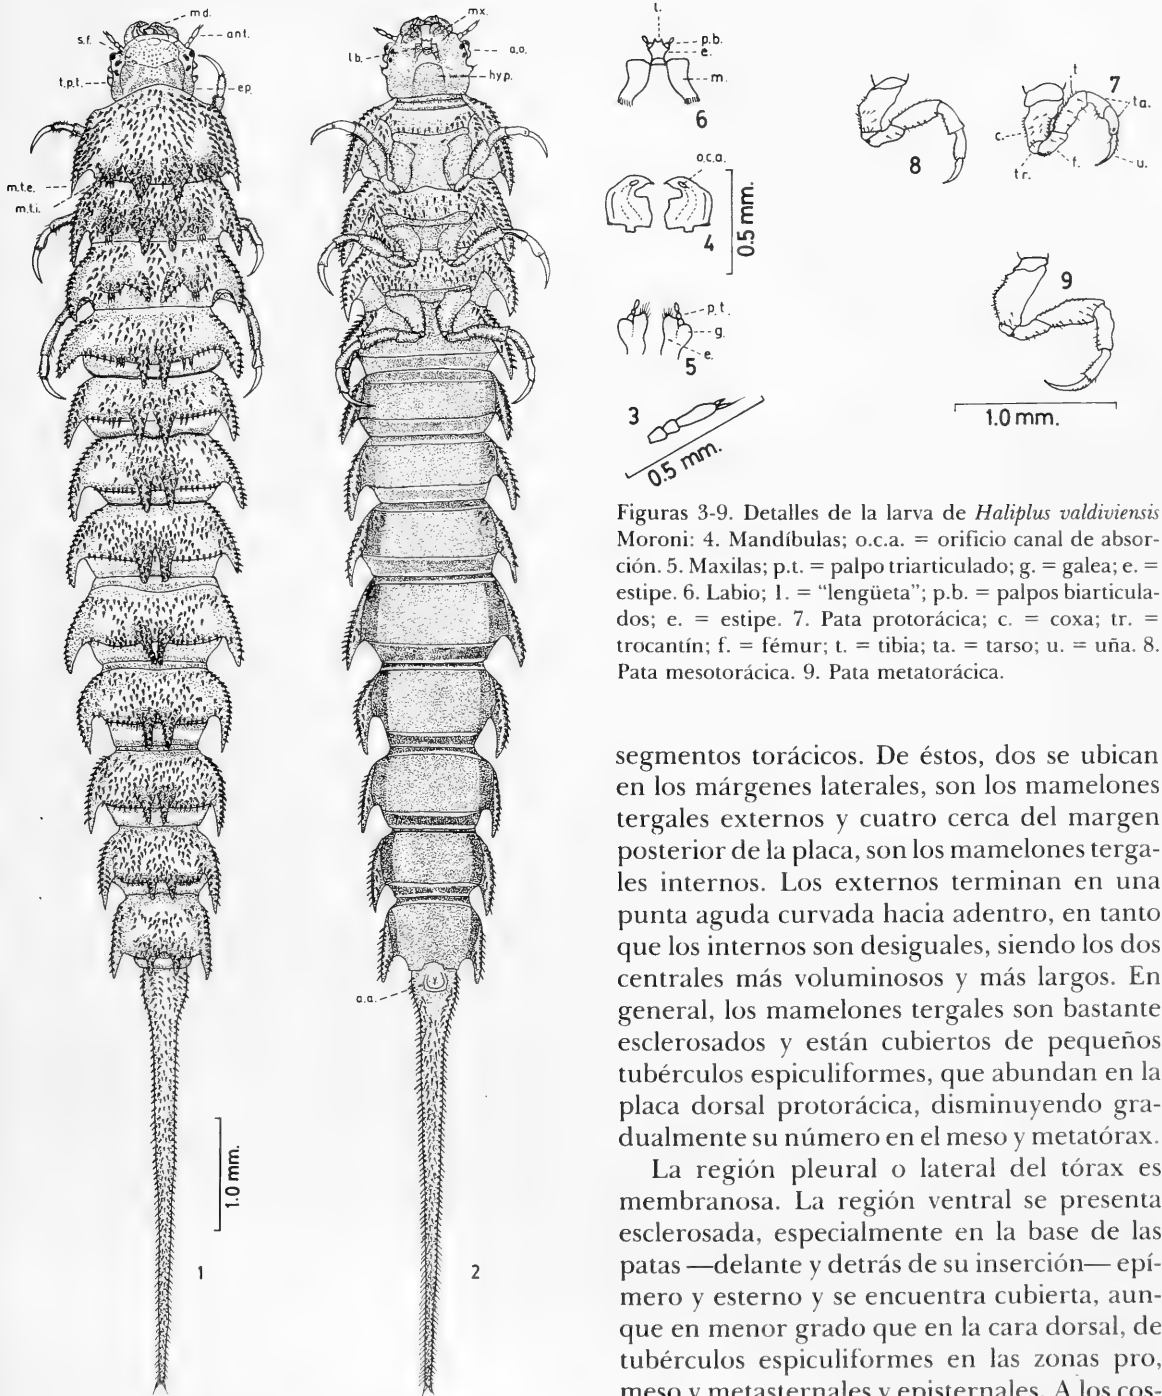 md.
s.f.
ant.
t.p.t.
ep.
m.t.e.
m.t.i.
1.0 mm.
1
mx.
l.b.
o.o.
hyp.
a.a.
2
l.
p.b.
e.
m.
6
o.c.a.
4
0.5 mm.
p.t.
g.
e.
5
3
0.5 mm.
8
t
7
ta.
c.
tr.
f.
u.
9
1.0 mm.
Figuras 3-9. Detalles de la larva de Haliplus valdiviensis
Moroni: 4. Mandíbulas; o.c.a. = orificio canal de absor-
ción. 5. Maxilas; p.t. = palpo triarticulado; g. = galea; e. =
estipe. 6. Labio; l. = “lengüeta”; p.b. = palpos biarticula-
dos; e. = estipe. 7. Pata protorácica; c. = coxa; tr. =
trocantín; f. = fémur; t. = tibia; ta. = tarso; u. = uña. 8.
Pata mesotorácica. 9. Pata metatorácica.
segmentos torácicos. De éstos, dos se ubican
en los márgenes laterales, son los mamelones
tergales externos y cuatro cerca del margen
posterior de la placa, son los mamelones terga-
les internos. Los externos terminan en una
punta aguda curvada hacia adentro, en tanto
que los internos son desiguales, siendo los dos
centrales más voluminosos y más largos. En
general, los mamelones tergales son bastante
esclerosados y están cubiertos de pequeños
tubérculos espiculiformes, que abundan en la
placa dorsal protorácica, disminuyendo gra-
dualmente su número en el meso y metatórax.
La región pleural o lateral del tórax es
membranosa. La región ventral se presenta
esclerosada, especialmente en la base de las
patas —delante y detrás de su inserción— epí-
mero y esterno y se encuentra cubierta, aun-
que en menor grado que en la cara dorsal, de
tubérculos espiculiformes en las zonas pro,
meso y metasternales y episternales. A los cos-